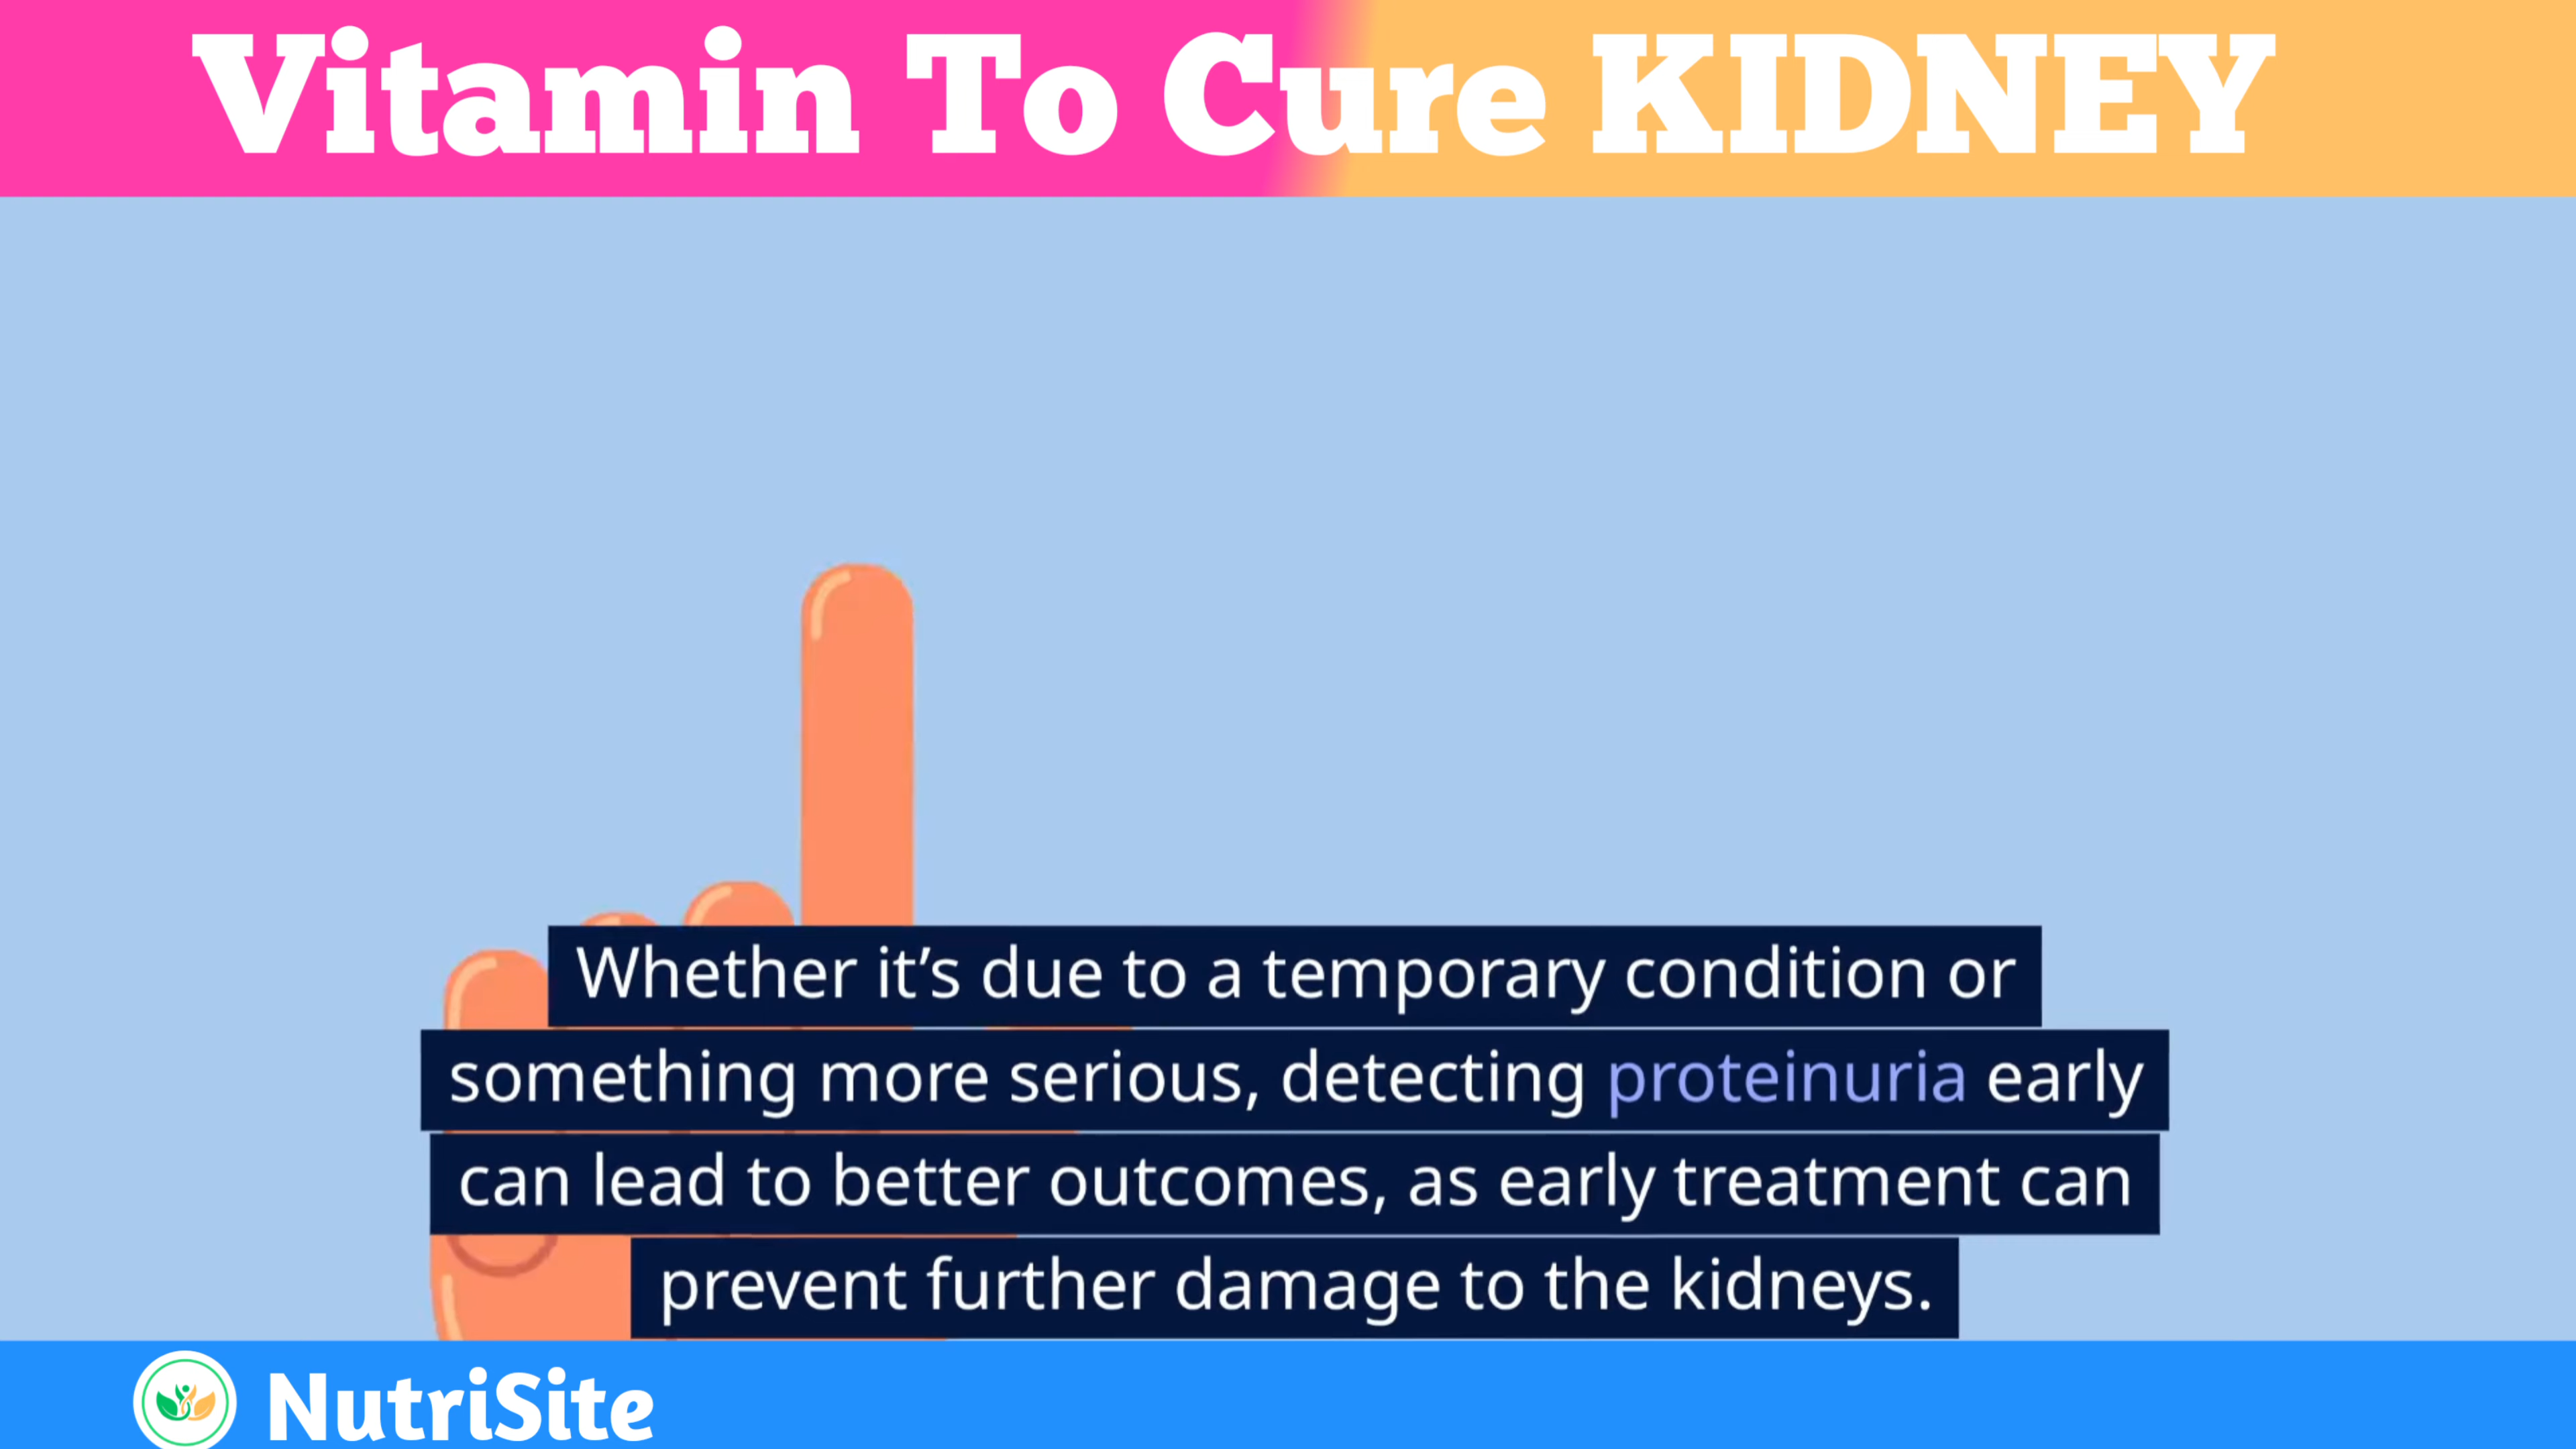 Vitamin To Cure KIDNEY
Whether it’s due to a temporary condition or
something more serious, detecting proteinuria early
can lead to better outcomes, as early treatment can
prevent further damage to the kidneys.
NutriSite